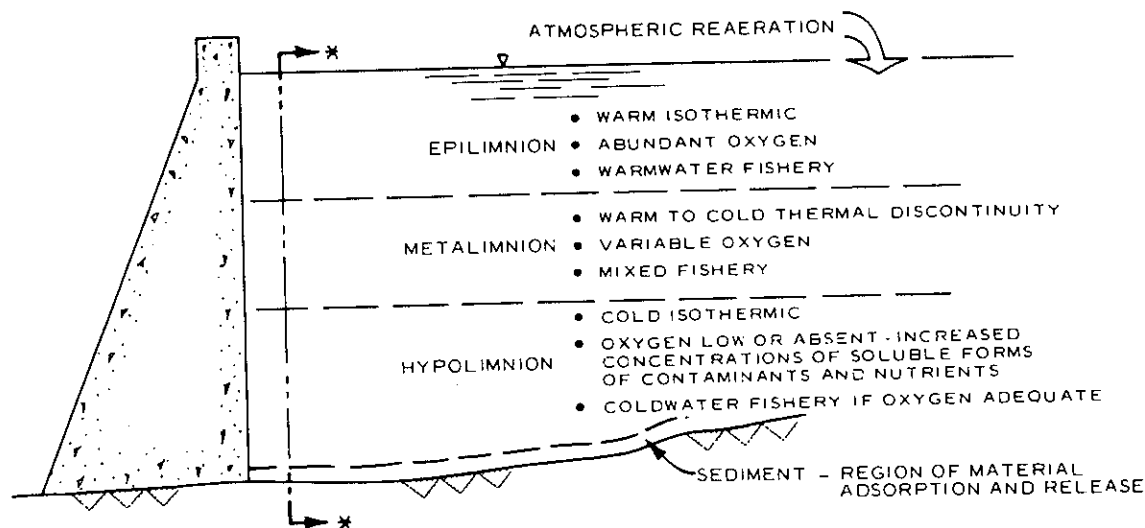 ATMOSPHERIC REAERATION
EPILIMNION
• WARM ISOTHERMIC
• ABUNDANT OXYGEN
• WARMWATER FISHERY
METALIMNION
• WARM TO COLD THERMAL DISCONTINUITY
• VARIABLE OXYGEN
• MIXED FISHERY
HYPOLIMNION
• COLD ISOTHERMIC
• OXYGEN LOW OR ABSENT - INCREASED
CONCENTRATIONS OF SOLUBLE FORMS
OF CONTAMINANTS AND NUTRIENTS
• COLDWATER FISHERY IF OXYGEN ADEQUATE
SEDIMENT - REGION OF MATERIAL
ADSORPTION AND RELEASE